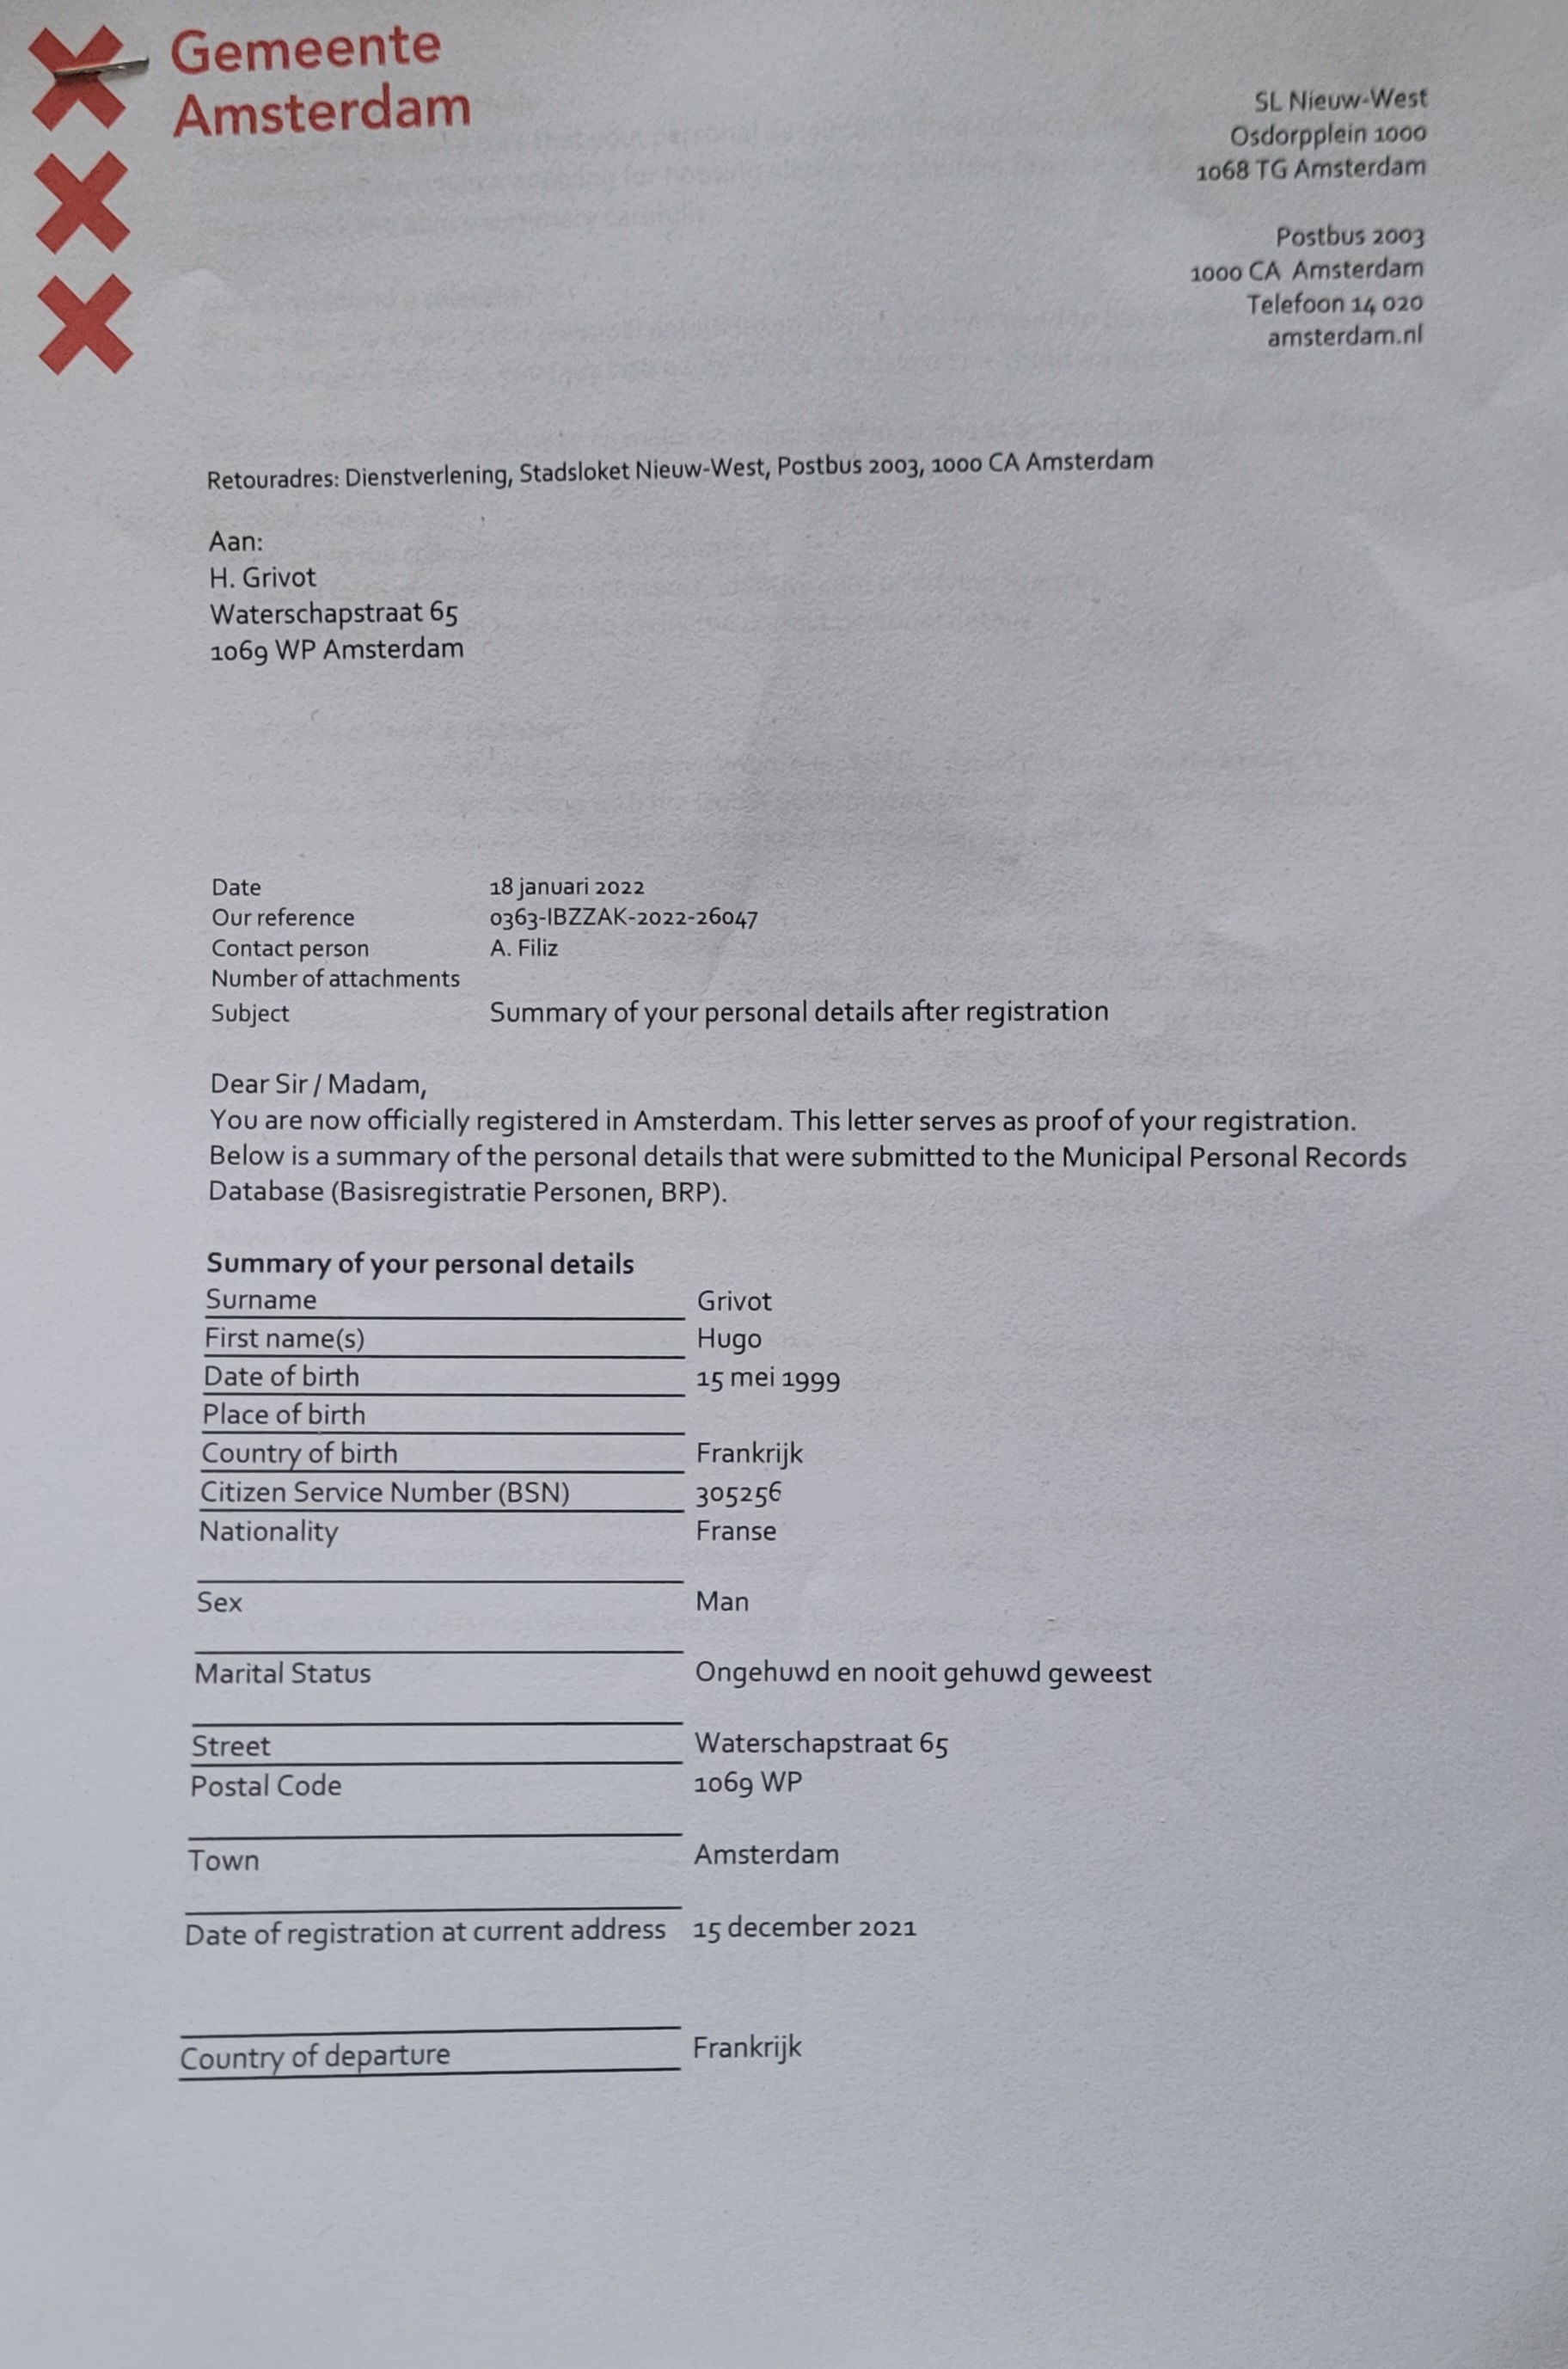 Gemeente
Amsterdam
SL Nieuw-West
Osdorpplein 1000
1068 TG Amsterdam
Postbus 2003
1000 CA Amsterdam
Telefoon 14 020
amsterdam.nl
Retouradres: Dienstverlening, Stadsloket Nieuw-West, Postbus 2003, 1000 CA Amsterdam
Aan:
H. Grivot
Waterschapstraat 65
1069 WP Amsterdam
Date 18 januari 2022
Our reference 0363-IBZZAK-2022-26047
Contact person A. Filiz
Number of attachments
Subject Summary of your personal details after registration
Dear Sir / Madam,
You are now officially registered in Amsterdam. This letter serves as proof of your registration.
Below is a summary of the personal details that were submitted to the Municipal Personal Records
Database (Basisregistratie Personen, BRP).
Summary of your personal details
Surname Grivot
First name(s) Hugo
Date of birth 15 mei 1999
Place of birth
Country of birth Frankrijk
Citizen Service Number (BSN) 305256
Nationality Franse
Sex Man
Marital Status Ongehuwd en nooit gehuwd geweest
Street Waterschapstraat 65
Postal Code 1069 WP
Town Amsterdam
Date of registration at current address 15 december 2021
Country of departure Frankrijk